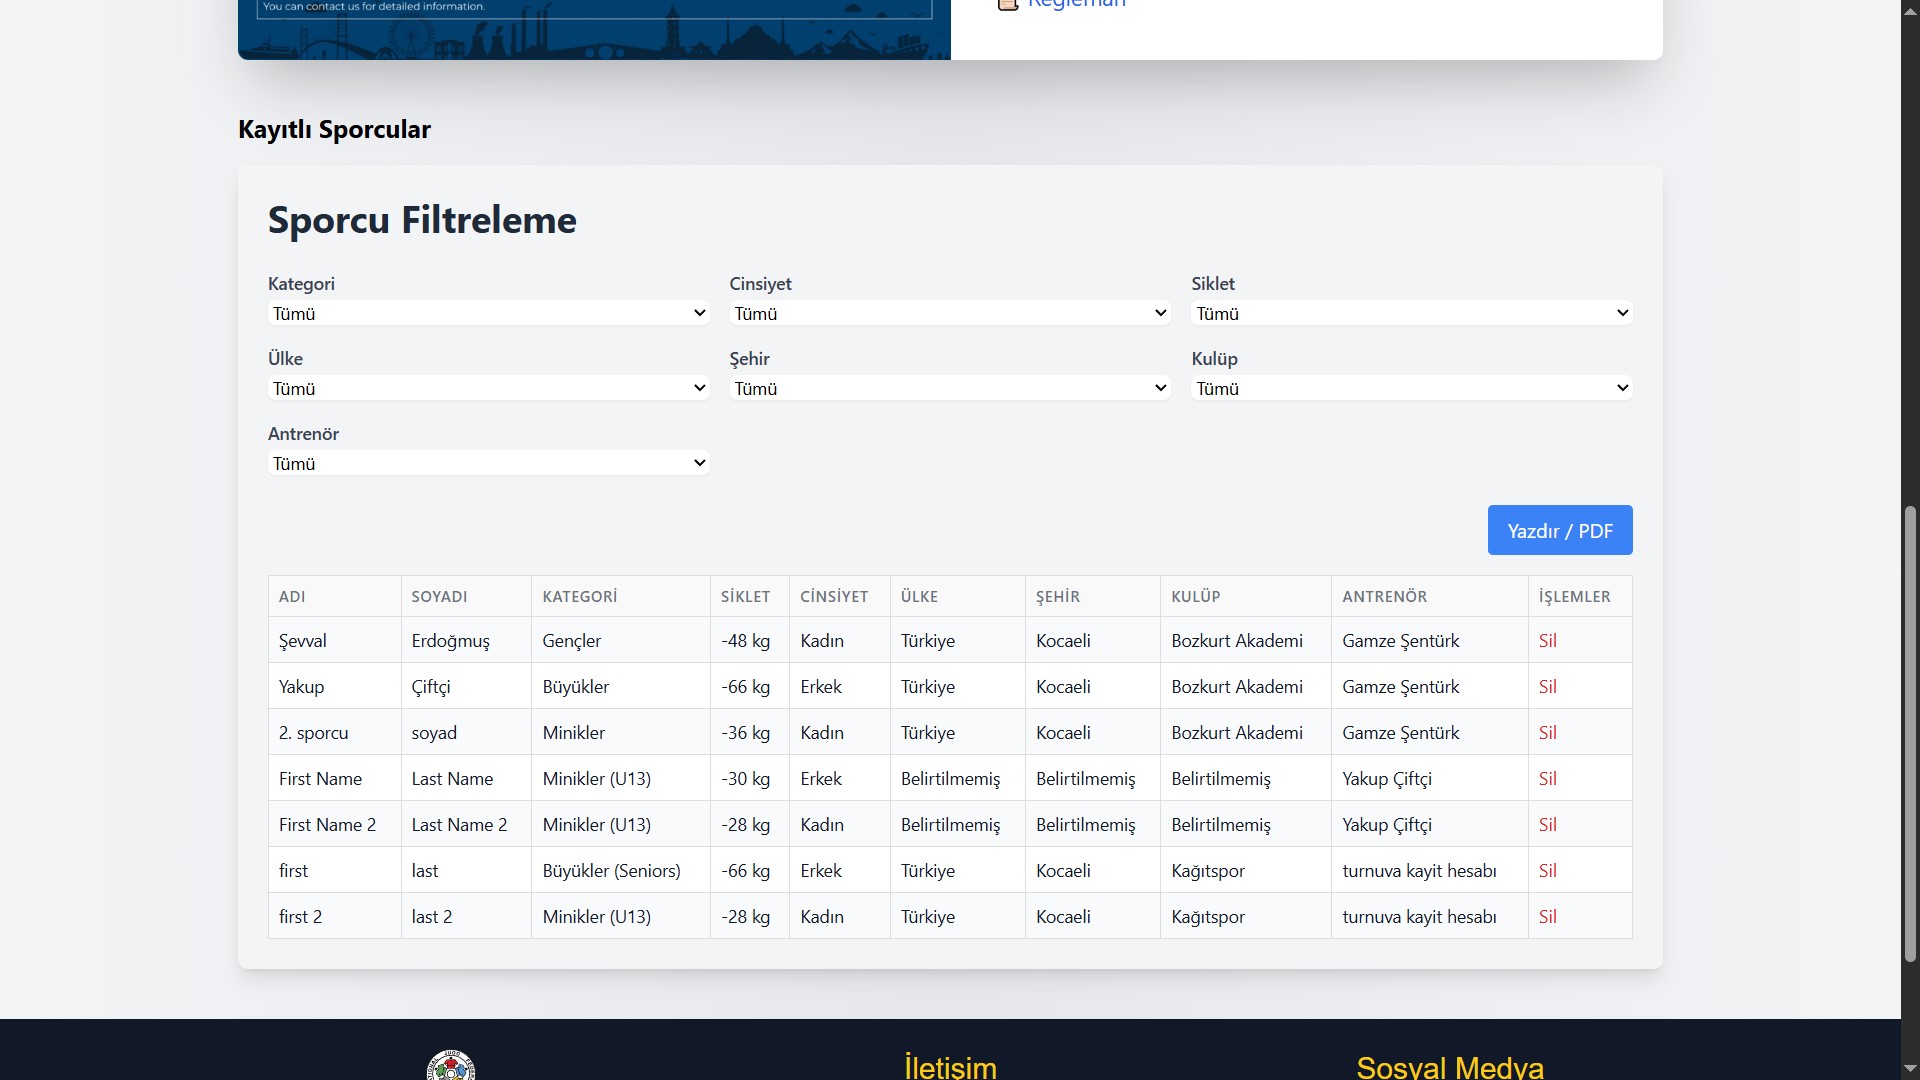 You can contact us for detailed information.
Regleman
Kayıtlı Sporcular
Sporcu Filtreleme
Kategori Cinsiyet Siklet
Tümü Tümü Tümü
Ülke Şehir Kulüp
Tümü Tümü Tümü
Antrenör
Tümü
Yazdır / PDF
ADI SOYADI KATEGORİ SİKLET CİNSİYET ÜLKE ŞEHİR KULÜP ANTRENÖR İŞLEMLER
Şevval Erdoğmuş Gençler -48 kg Kadın Türkiye Kocaeli Bozkurt Akademi Gamze Şentürk Sil
Yakup Çiftçi Büyükler -66 kg Erkek Türkiye Kocaeli Bozkurt Akademi Gamze Şentürk Sil
2. sporcu soyad Minikler -36 kg Kadın Türkiye Kocaeli Bozkurt Akademi Gamze Şentürk Sil
First Name Last Name Minikler (U13) -30 kg Erkek Belirtilmemiş Belirtilmemiş Belirtilmemiş Yakup Çiftçi Sil
First Name 2 Last Name 2 Minikler (U13) -28 kg Kadın Belirtilmemiş Belirtilmemiş Belirtilmemiş Yakup Çiftçi Sil
first last Büyükler (Seniors) -66 kg Erkek Türkiye Kocaeli Kağıtspor turnuva kayit hesabı Sil
first 2 last 2 Minikler (U13) -28 kg Kadın Türkiye Kocaeli Kağıtspor turnuva kayit hesabı Sil
İletişim Sosyal Medya